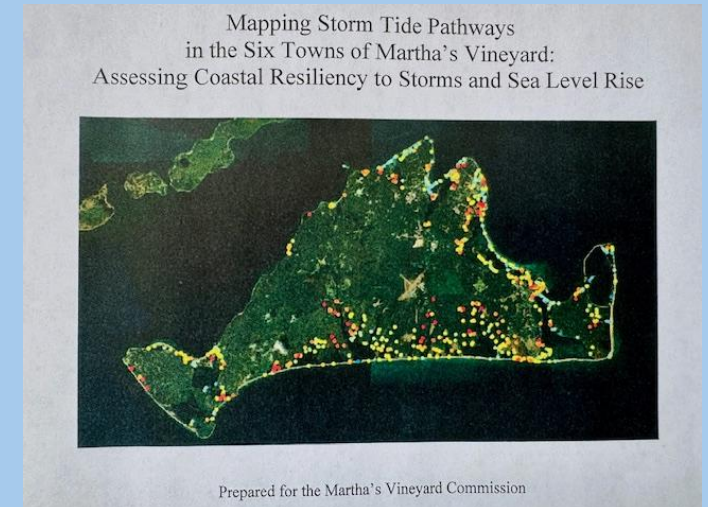 Mapping Storm Tide Pathways
in the Six Towns of Martha's Vineyard:
Assessing Coastal Resiliency to Storms and Sea Level Rise
Prepared for the Martha's Vineyard Commission